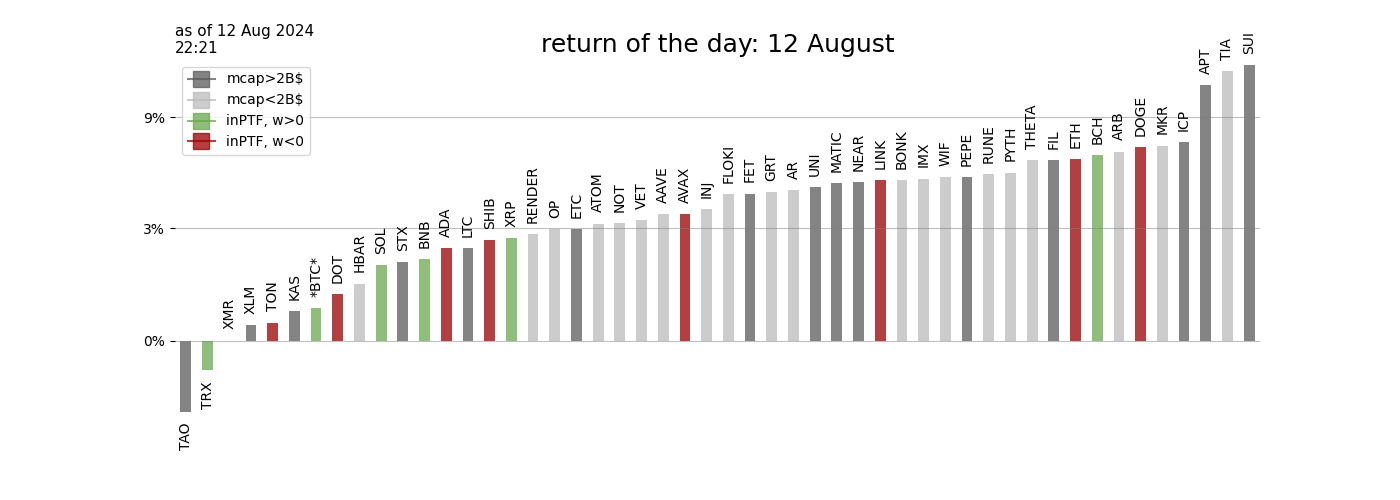 as of 12 Aug 2024
22:21
return of the day: 12 August
mcap>2B$
mcap<2B$
inPTF, w>0
inPTF, w<0
9%
3%
0%
TAO
TRX
XMR
XLM
TON
KAS
*BTC*
DOT
HBAR
SOL
STX
BNB
ADA
LTC
SHIB
XRP
RENDER
OP
ETC
ATOM
NOT
VET
AAVE
AVAX
INJ
FLOKI
FET
GRT
AR
UNI
MATIC
NEAR
LINK
BONK
IMX
WIF
PEPE
RUNE
PYTH
THETA
FIL
ETH
BCH
ARB
DOGE
MKR
ICP
APT
TIA
SUI